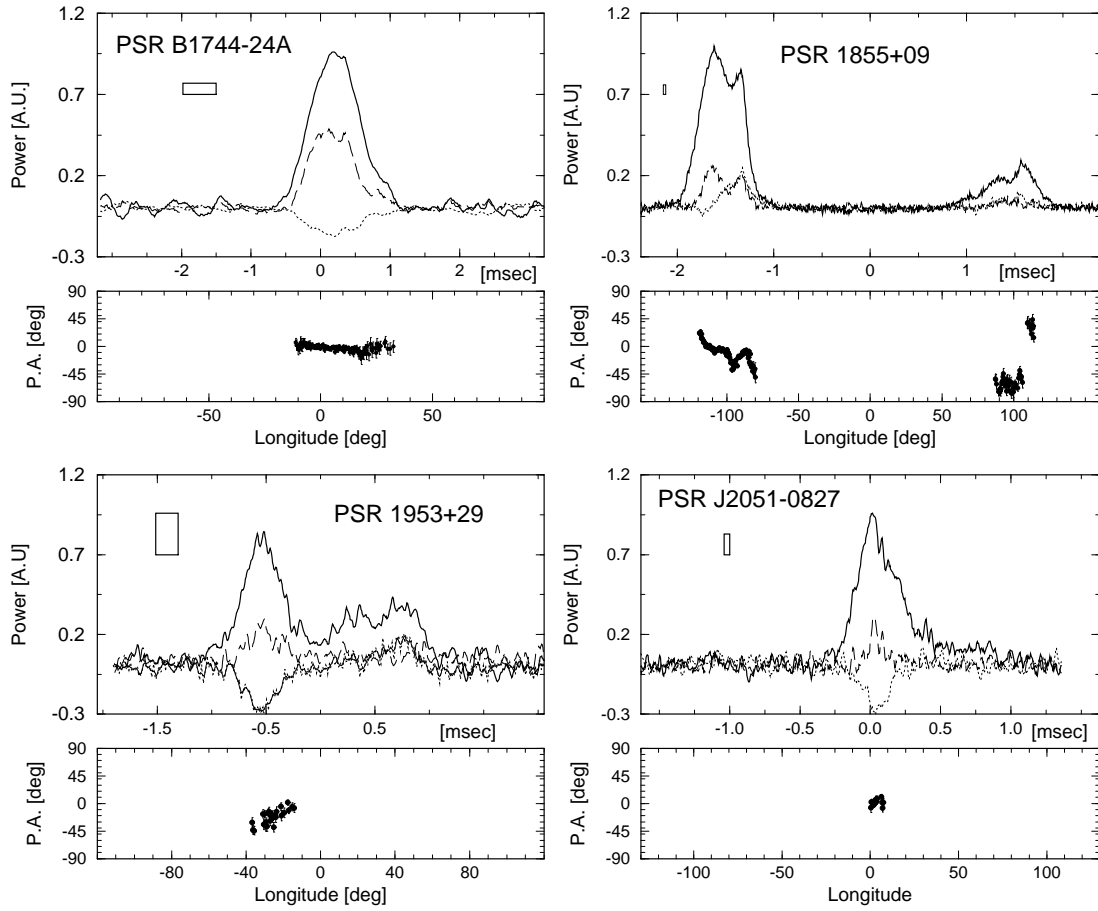 PSR B1744-24A
Power [A.U.]
1.2
0.7
0.2
-0.3
-2 -1 0 1 2 [msec]
P.A. [deg]
90
45
0
-45
-90
-50 0 50
Longitude [deg]
PSR 1855+09
Power [A.U]
1.2
0.7
0.2
-0.3
-2 -1 0 1 [msec]
P.A. [deg]
90
45
0
-45
-90
-100 -50 0 50 100
Longitude [deg]
PSR 1953+29
Power [A.U]
1.2
0.7
0.2
-0.3
-1.5 -0.5 0.5 [msec]
P.A. [deg]
90
45
0
-45
-90
-80 -40 0 40 80
Longitude [deg]
PSR J2051-0827
Power [A.U]
1.2
0.7
0.2
-0.3
-1.0 0.0 0.5 1.0 [msec]
P.A. [deg]
90
45
0
-45
-90
-100 -50 0 50 100
Longitude